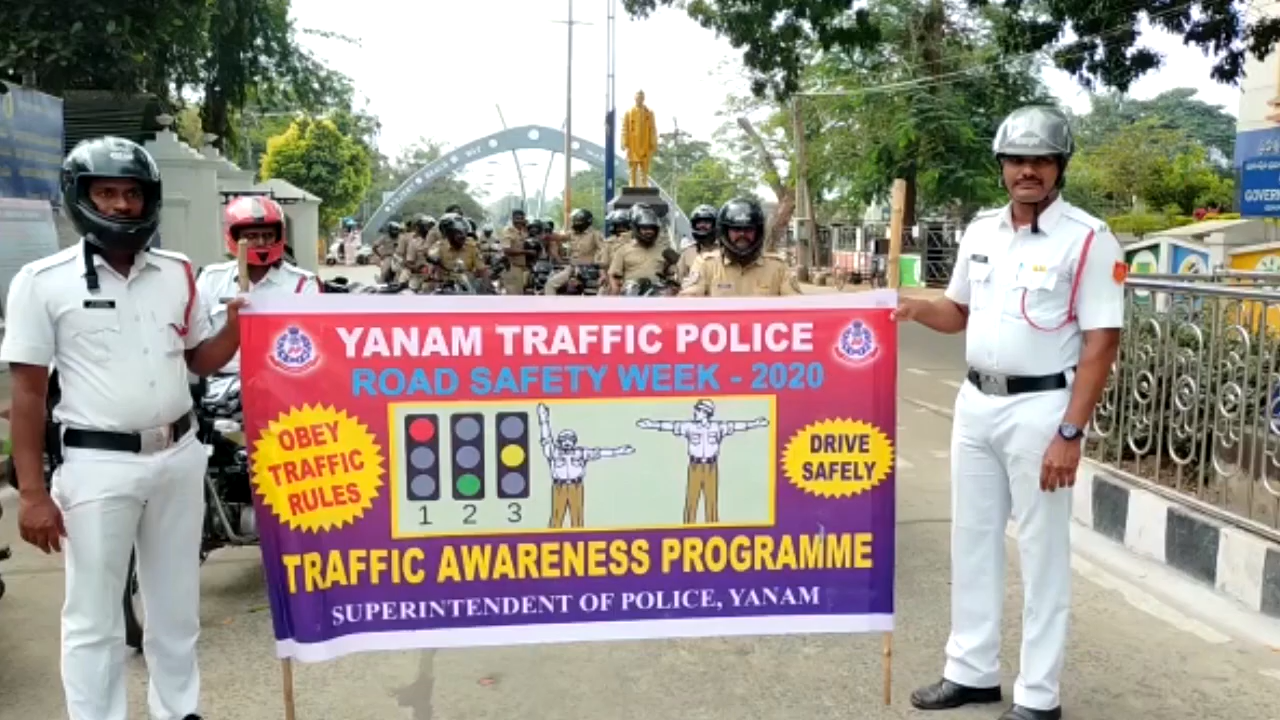 YANAM TRAFFIC POLICE
ROAD SAFETY WEEK - 2020
OBEY
TRAFFIC
RULES
1 2 3
DRIVE
SAFELY
TRAFFIC AWARENESS PROGRAMME
SUPERINTENDENT OF POLICE, YANAM